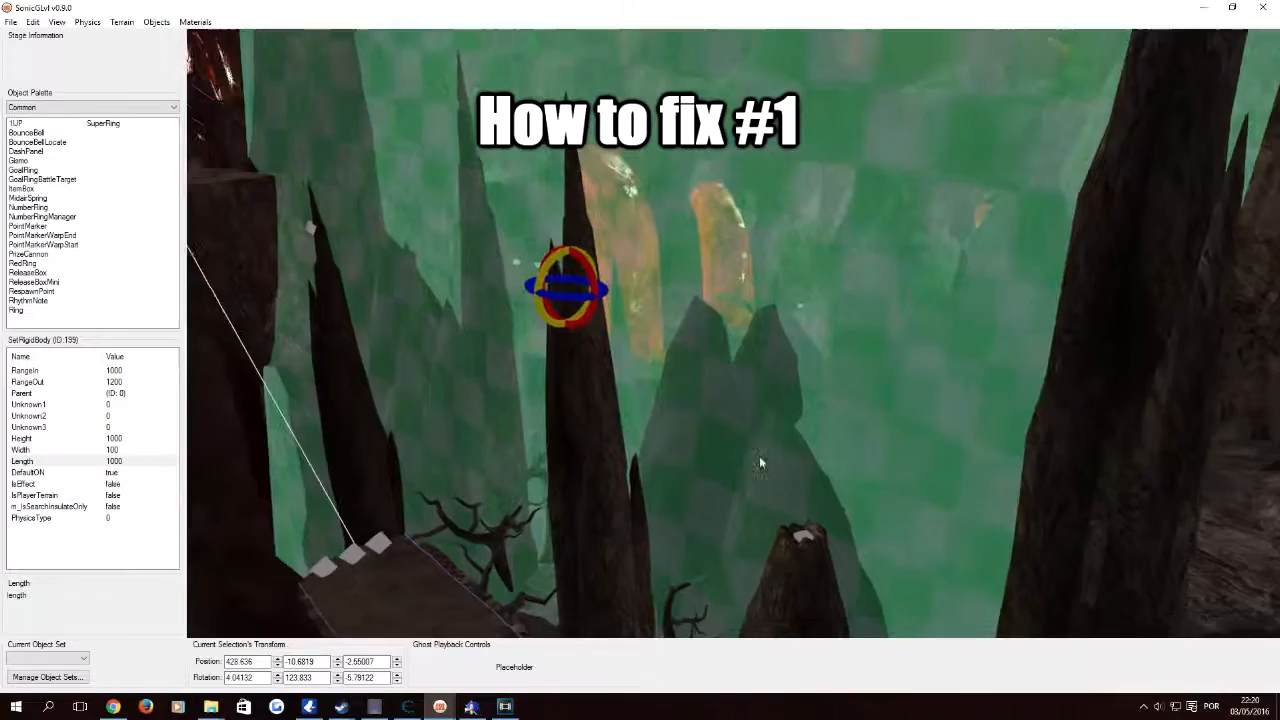 SonicGLvl v0.9.0
File Edit View Physics Terrain Objects Materials
Stage Information
How to fix #1
Object Palette
Common
1UP SuperRing
BounceBell
BounceBellLocate
DashPanel
Gismo
GoalRing
GoalRingBattleTarget
ItemBox
MidairSpring
NumberRing
NumberRingManager
PointMarker
PointMarkerWarpEnd
PointMarkerWarpStart
PrizeCannon
RedRing
ReleaseBox
ReleaseBoxMini
RespawnPoint
RhythmNote
Ring
SetRigidBody (ID:199)
Name Value
RangeIn 1000
RangeOut 1200
Parent (ID: 0)
Unknown1 0
Unknown2 0
Unknown3 0
Height 1000
Width 100
Length 1000
DefaultON true
IsEffect false
IsPlayerTerrain false
m_IsSearchInsulateOnly false
PhysicsType 0
Length
length
Current Object Set
Manage Object Sets...
Current Selection's Transform
Position: 428.636 -10.6819 -2.55007
Rotation: 4.04132 123.833 -5.79122
Ghost Playback Controls
Placeholder
POR
22:20
03/05/2016